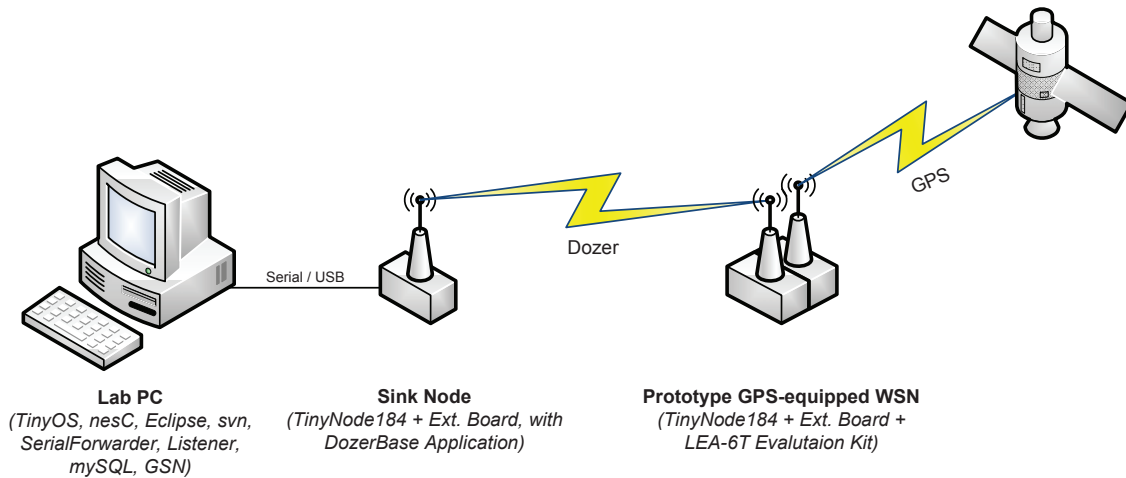 GPS
Dozer
Serial / USB
Lab PC
(TinyOS, nesC, Eclipse, svn,
SerialForwarder, Listener,
mySQL, GSN)
Sink Node
(TinyNode184 + Ext. Board, with
DozerBase Application)
Prototype GPS-equipped WSN
(TinyNode184 + Ext. Board +
LEA-6T Evalutaion Kit)